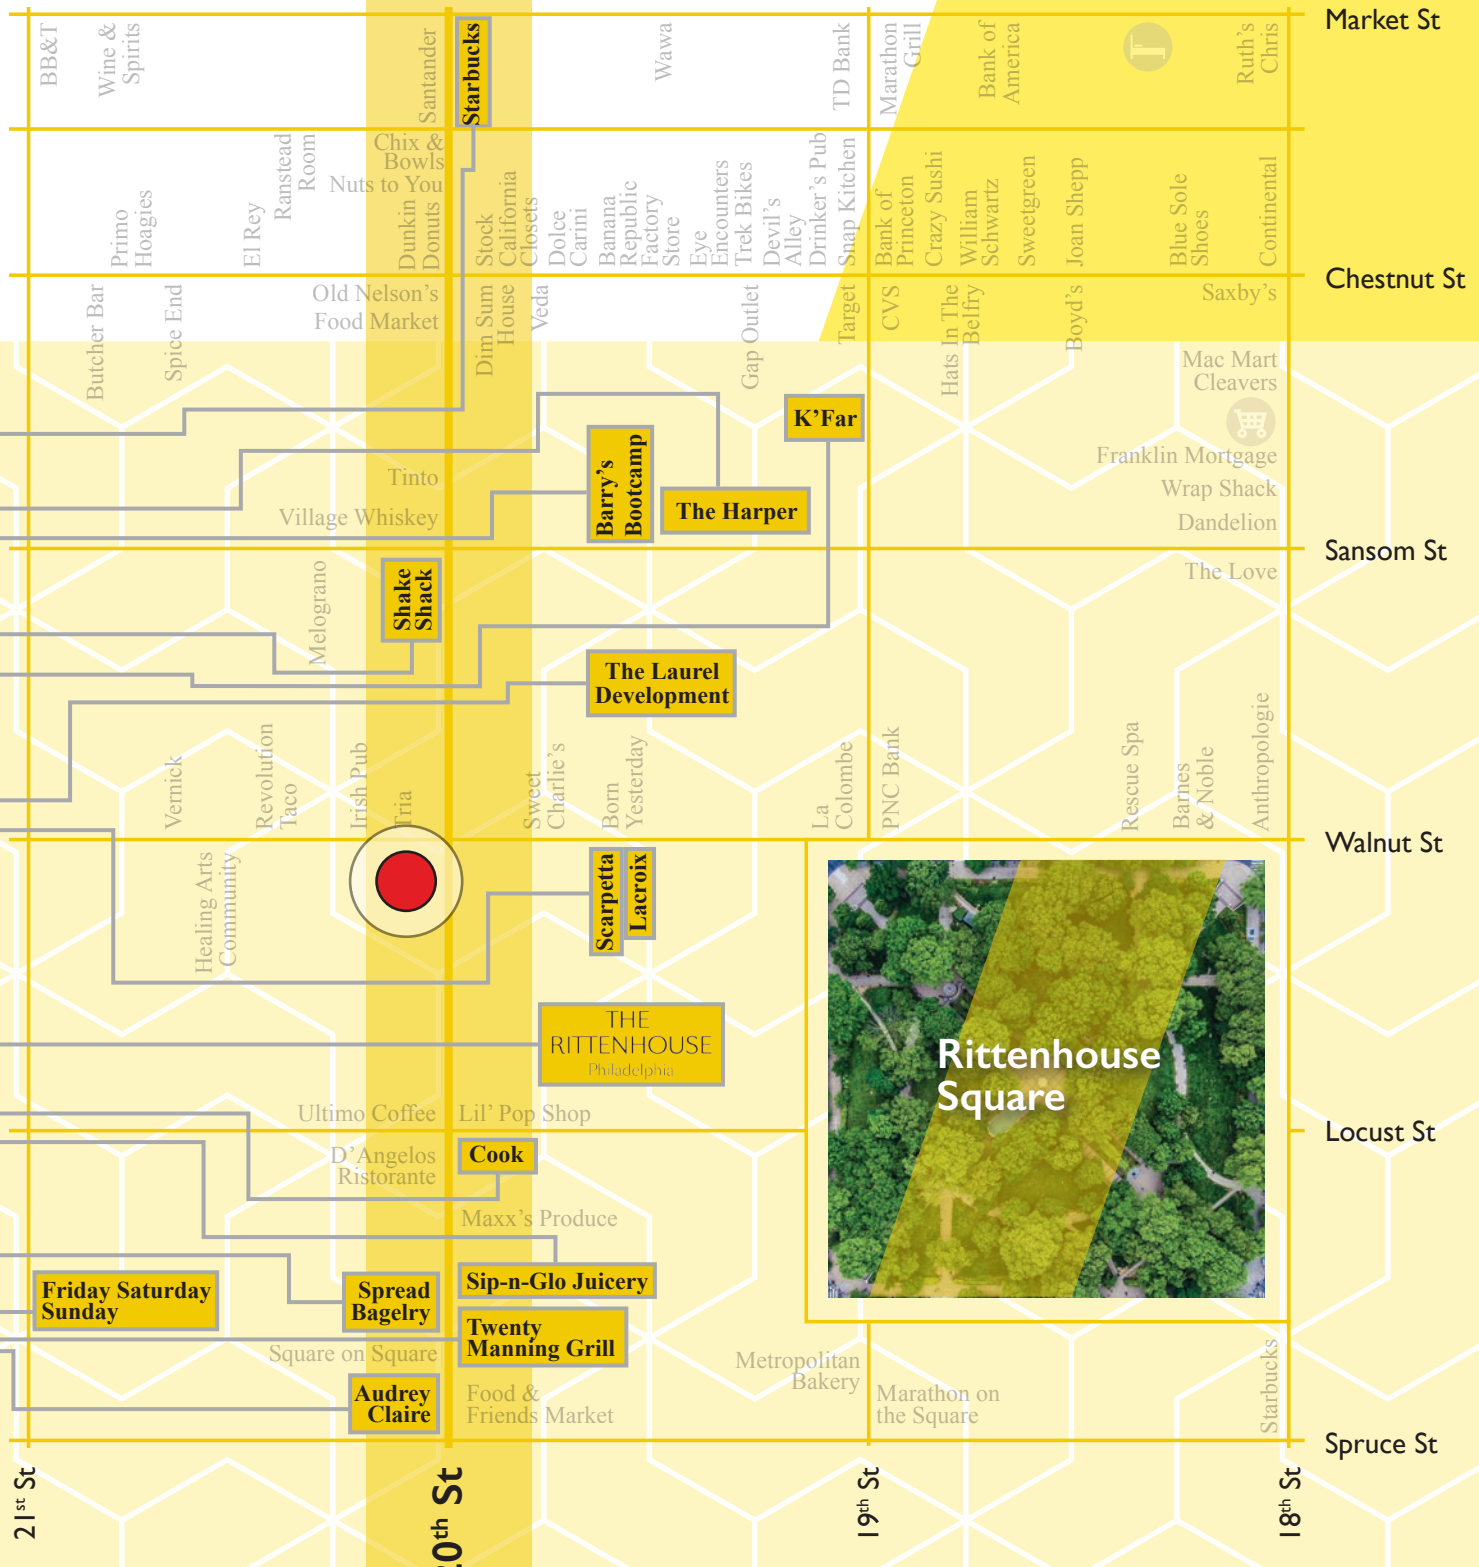 Market St
BB&T
Wine &
Spirits
Santander
Starbucks
Wawa
TD Bank
Marathon
Grill
Bank of
America
Ruth's
Chris
Primo
Hoagies
El Rey
Ranstead
Room
Chix &
Bowls
Nuts to You
Dunkin
Donuts
Stock
California
Closets
Dolce
Carini
Banana
Republic
Factory
Store
Eye
Encounters
Trek Bikes
Devil's
Alley
Drinker's Pub
Snap Kitchen
Bank of
Princeton
Crazy Sushi
William
Schwartz
Sweetgreen
Joan Shepp
Blue Sole
Shoes
Continental
Chestnut St
Butcher Bar
Spice End
Old Nelson's
Food Market
Dim Sum
House
Veda
Gap Outlet
Target
CVS
Hats In The
Belfry
Boyd's
Saxby's
Mac Mart
Cleavers
K'Far
Tinto
Village Whiskey
Barry's
Bootcamp
The Harper
Franklin Mortgage
Wrap Shack
Dandelion
Sansom St
Melograno
Shake
Shack
The Love
The Laurel
Development
Vernick
Revolution
Taco
Irish Pub
Tria
Sweet
Charlie's
Born
Yesterday
La
Colombe
PNC Bank
Rescue Spa
Barnes
& Noble
Anthropologie
Walnut St
Healing Arts
Community
Scarpetta
Lacroix
THE
RITTENHOUSE
Philadelphia
Rittenhouse
Square
Ultimo Coffee
Lil' Pop Shop
Locust St
D'Angelos
Ristorante
Cook
Maxx's Produce
Friday Saturday
Sunday
Spread
Bagelry
Sip-n-Glo Juicery
Twenty
Manning Grill
Square on Square
Audrey
Claire
Food &
Friends Market
Metropolitan
Bakery
Marathon on
the Square
Starbucks
Spruce St
21st St
20th St
19th St
18th St